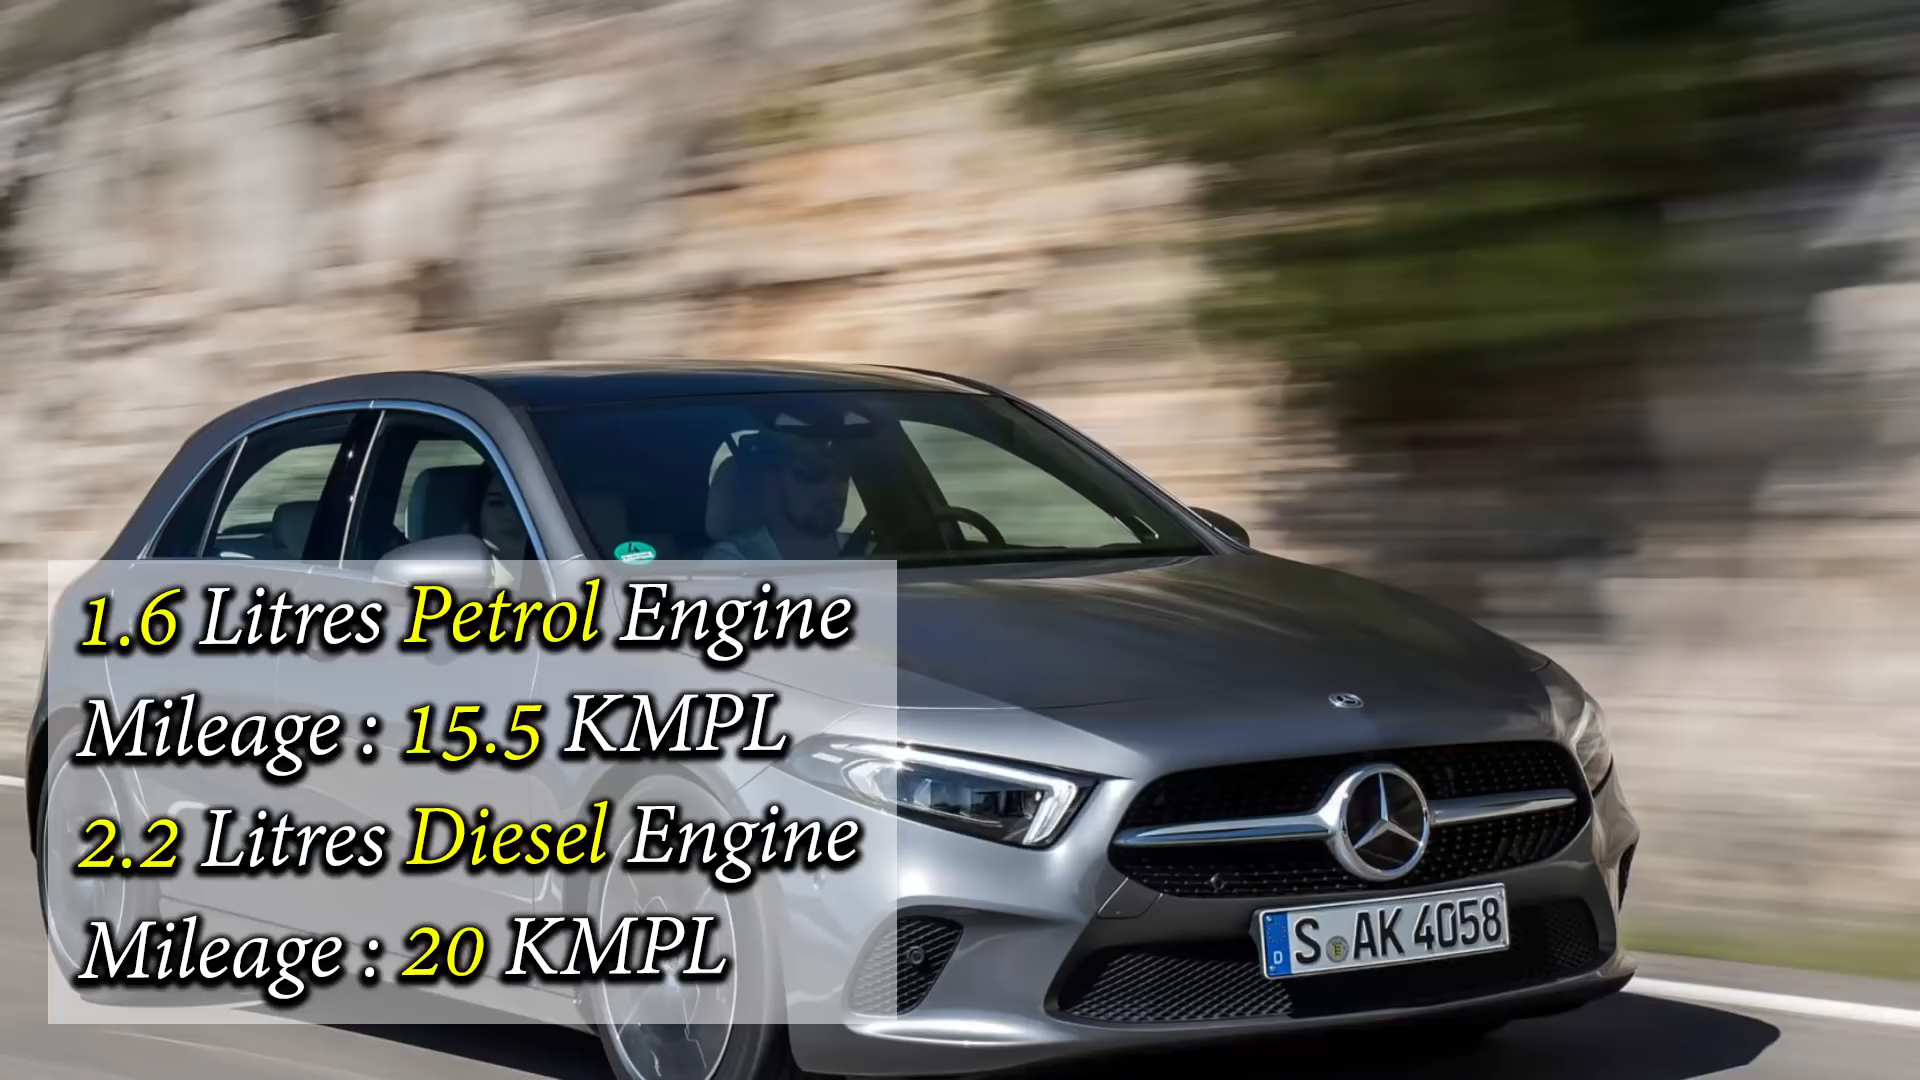 1.6 Litres Petrol Engine
Mileage : 15.5 KMPL
2.2 Litres Diesel Engine
Mileage : 20 KMPL
4
D S AK 4058